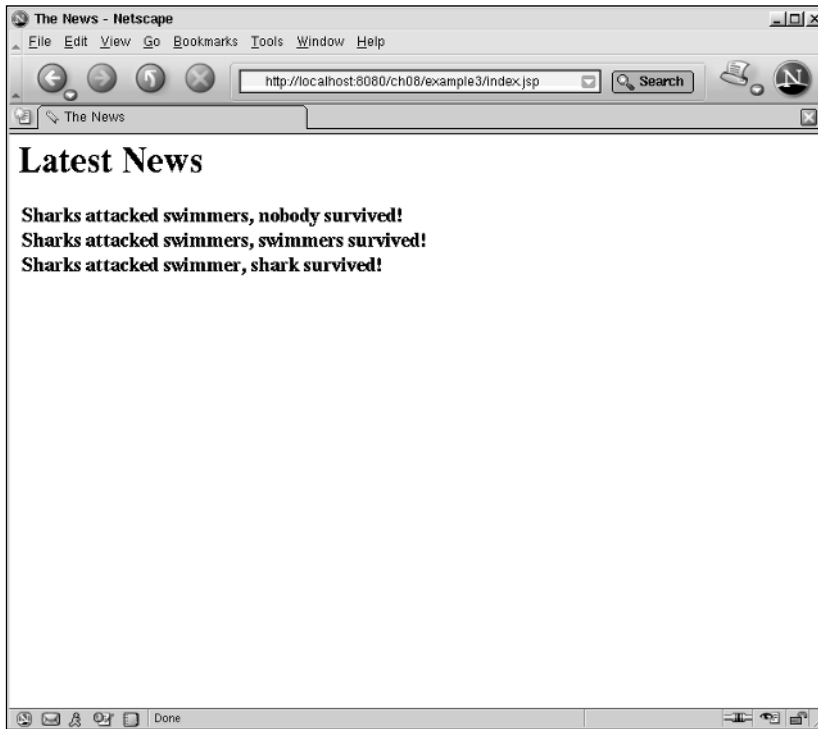 The News - Netscape
File Edit View Go Bookmarks Tools Window Help
http://localhost:8080/ch08/example3/index.jsp Search N
The News
Latest News
Sharks attacked swimmers, nobody survived!
Sharks attacked swimmers, swimmers survived!
Sharks attacked swimmer, shark survived!
Done